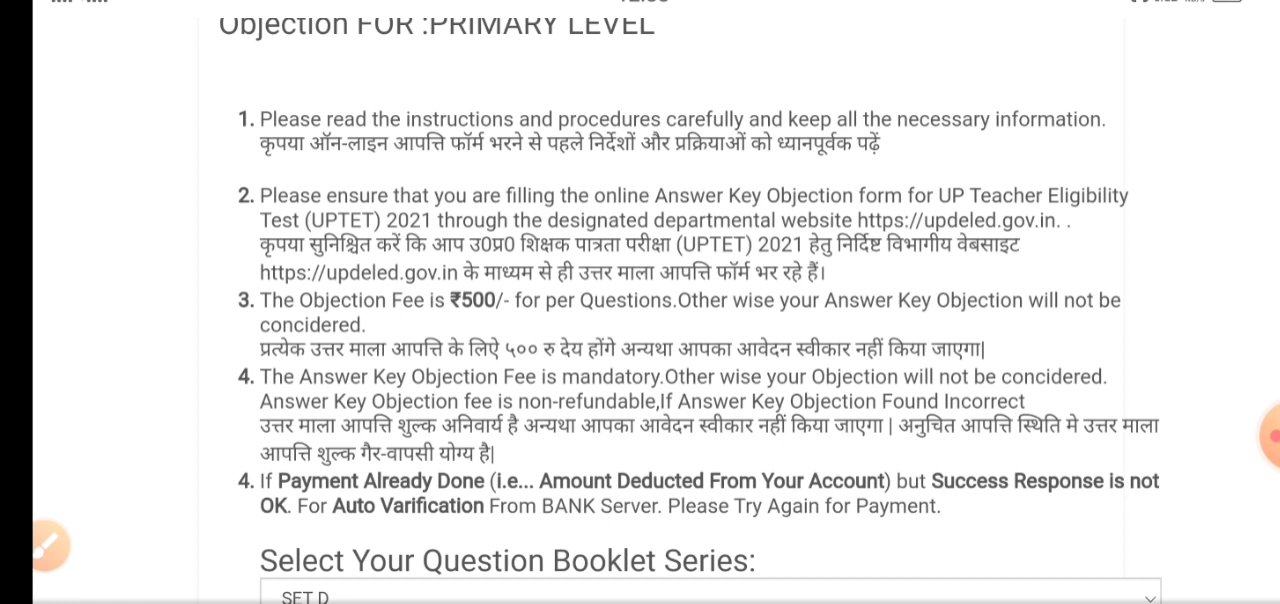 Objection FOR :PRIMARY LEVEL
1. Please read the instructions and procedures carefully and keep all the necessary information.
कृपया ऑन-लाइन आपत्ति फॉर्म भरने से पहले निर्देशों और प्रक्रियाओं को ध्यानपूर्वक पढ़ें
2. Please ensure that you are filling the online Answer Key Objection form for UP Teacher Eligibility
Test (UPTET) 2021 through the designated departmental website https://updeled.gov.in. .
कृपया सुनिश्चित करें कि आप उ0प्र0 शिक्षक पात्रता परीक्षा (UPTET) 2021 हेतु निर्दिष्ट विभागीय वेबसाइट
https://updeled.gov.in के माध्यम से ही उत्तर माला आपत्ति फॉर्म भर रहे हैं।
3. The Objection Fee is ₹500/- for per Questions.Other wise your Answer Key Objection will not be
concidered.
प्रत्येक उत्तर माला आपत्ति के लिऐ ५०० रु देय होंगे अन्यथा आपका आवेदन स्वीकार नहीं किया जाएगा|
4. The Answer Key Objection Fee is mandatory.Other wise your Objection will not be concidered.
Answer Key Objection fee is non-refundable,If Answer Key Objection Found Incorrect
उत्तर माला आपत्ति शुल्क अनिवार्य है अन्यथा आपका आवेदन स्वीकार नहीं किया जाएगा | अनुचित आपत्ति स्थिति मे उत्तर माला
आपत्ति शुल्क गैर-वापसी योग्य है|
4. If Payment Already Done (i.e... Amount Deducted From Your Account) but Success Response is not
OK. For Auto Varification From BANK Server. Please Try Again for Payment.
Select Your Question Booklet Series:
SET D